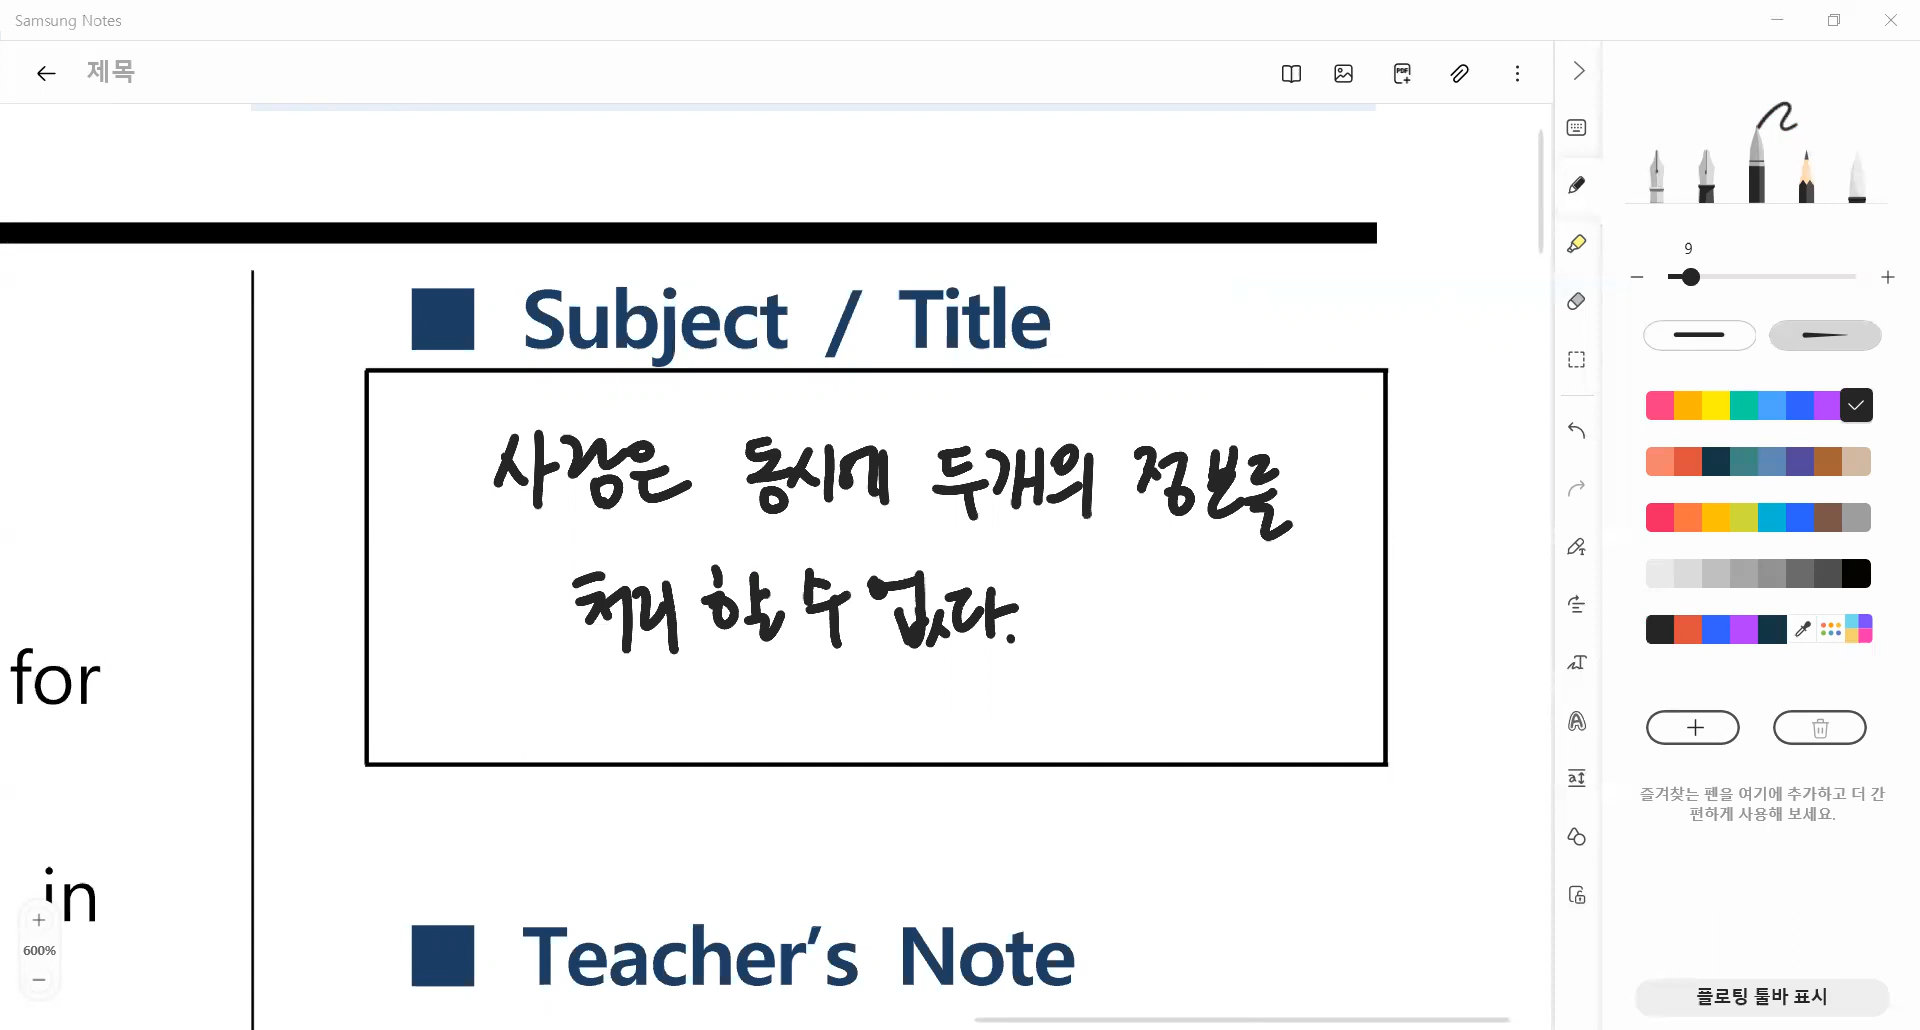 Samsung Notes
제목
9
Subject / Title
사람은 동시에 두개의 정보를
처리 할 수 없다.
for
in
600%
Teacher's Note
즐겨찾는 펜을 여기에 추가하고 더 간
편하게 사용해 보세요.
플로팅 툴바 표시